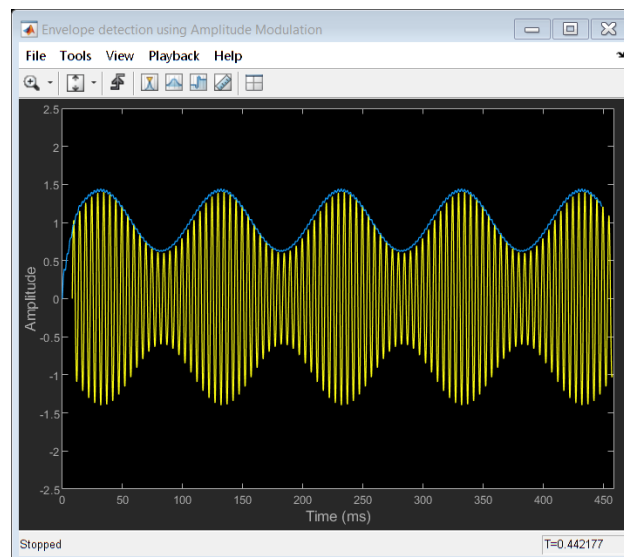 Envelope detection using Amplitude Modulation
File Tools View Playback Help
2.5
2
1.5
1
0.5
0
-0.5
-1
-1.5
-2
-2.5
Amplitude
0 50 100 150 200 250 300 350 400 450
Time (ms)
Stopped T=0.442177